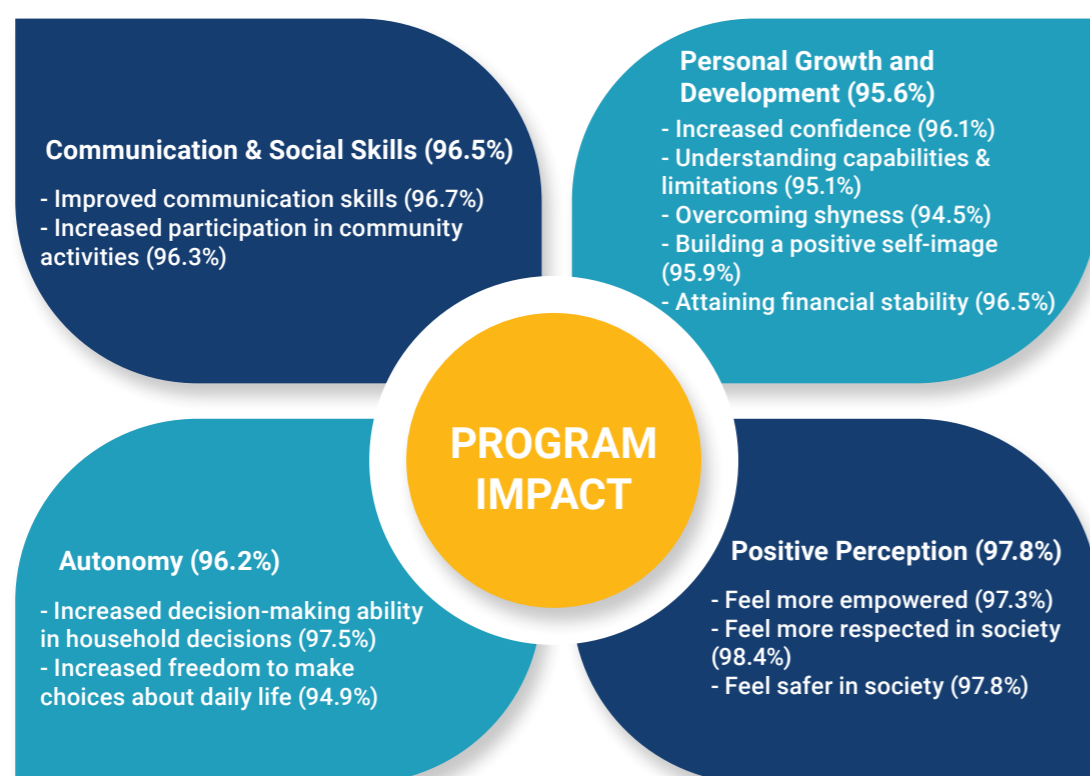 Communication & Social Skills (96.5%)
- Improved communication skills (96.7%)
- Increased participation in community
activities (96.3%)
Personal Growth and
Development (95.6%)
- Increased confidence (96.1%)
- Understanding capabilities &
limitations (95.1%)
- Overcoming shyness (94.5%)
- Building a positive self-image
(95.9%)
- Attaining financial stability (96.5%)
PROGRAM
IMPACT
Autonomy (96.2%)
- Increased decision-making ability
in household decisions (97.5%)
- Increased freedom to make
choices about daily life (94.9%)
Positive Perception (97.8%)
- Feel more empowered (97.3%)
- Feel more respected in society
(98.4%)
- Feel safer in society (97.8%)